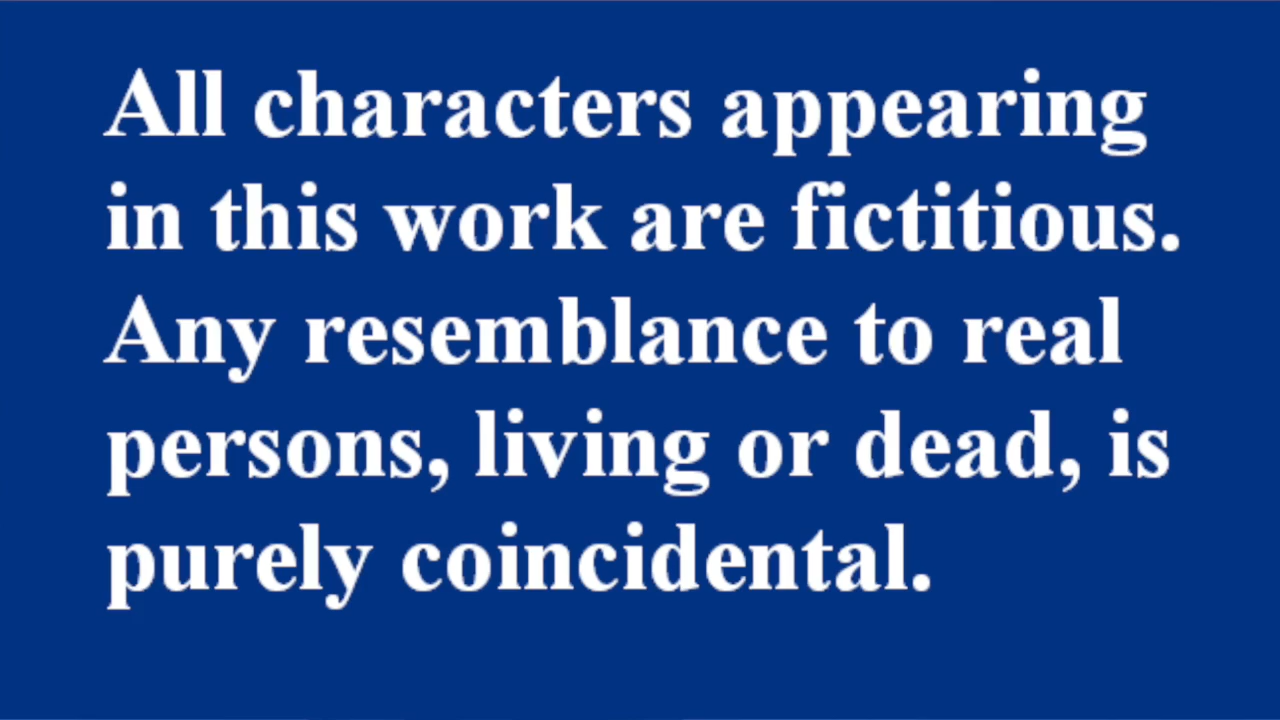 All characters appearing
in this work are fictitious.
Any resemblance to real
persons, living or dead, is
purely coincidental.